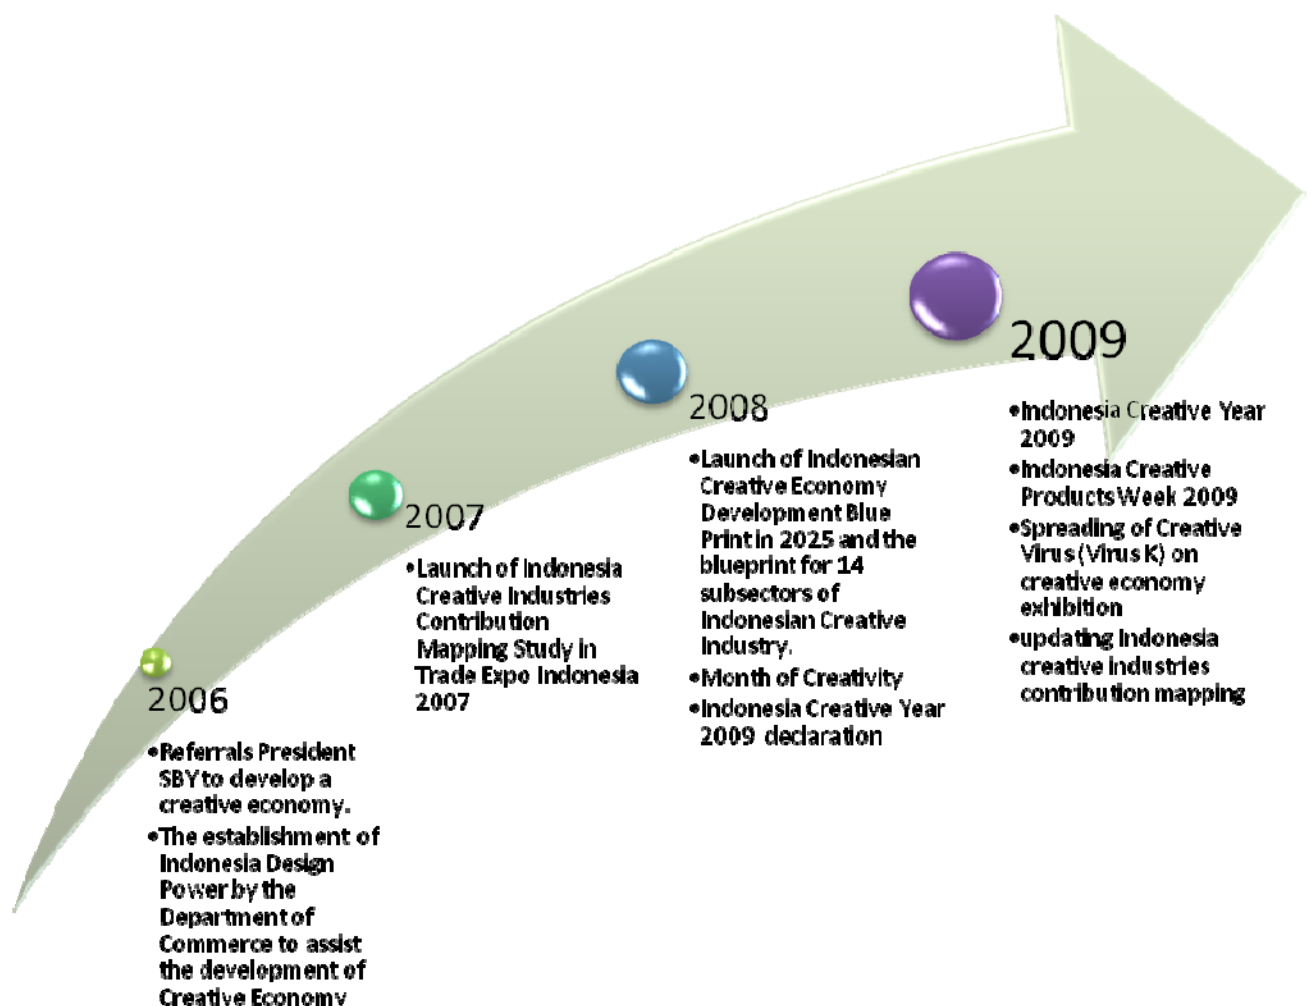 2006
•Referrals President
SBY to develop a
creative economy.
•The establishment of
Indonesia Design
Power by the
Department of
Commerce to assist
the development of
Creative Economy
2007
•Launch of Indonesia
Creative Industries
Contribution
Mapping Study in
Trade Expo Indonesia
2007
2008
•Launch of Indonesian
Creative Economy
Development Blue
Print in 2025 and the
blueprint for 14
subsectors of
Indonesian Creative
Industry.
•Month of Creativity
•Indonesia Creative Year
2009 declaration
2009
•Indonesia Creative Year
2009
•Indonesia Creative
Products Week 2009
•Spreading of Creative
Virus (Virus K) on
creative economy
exhibition
•updating Indonesia
creative industries
contribution mapping